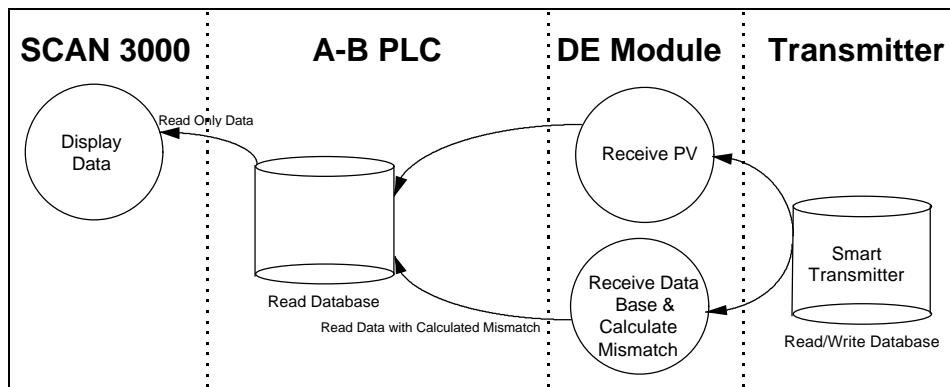 SCAN 3000
A-B PLC
DE Module
Transmitter
Read Only Data
Display
Data
Receive PV
Smart
Transmitter
Read Database
Receive Data
Base &
Calculate
Mismatch
Read Data with Calculated Mismatch
Read/Write Database